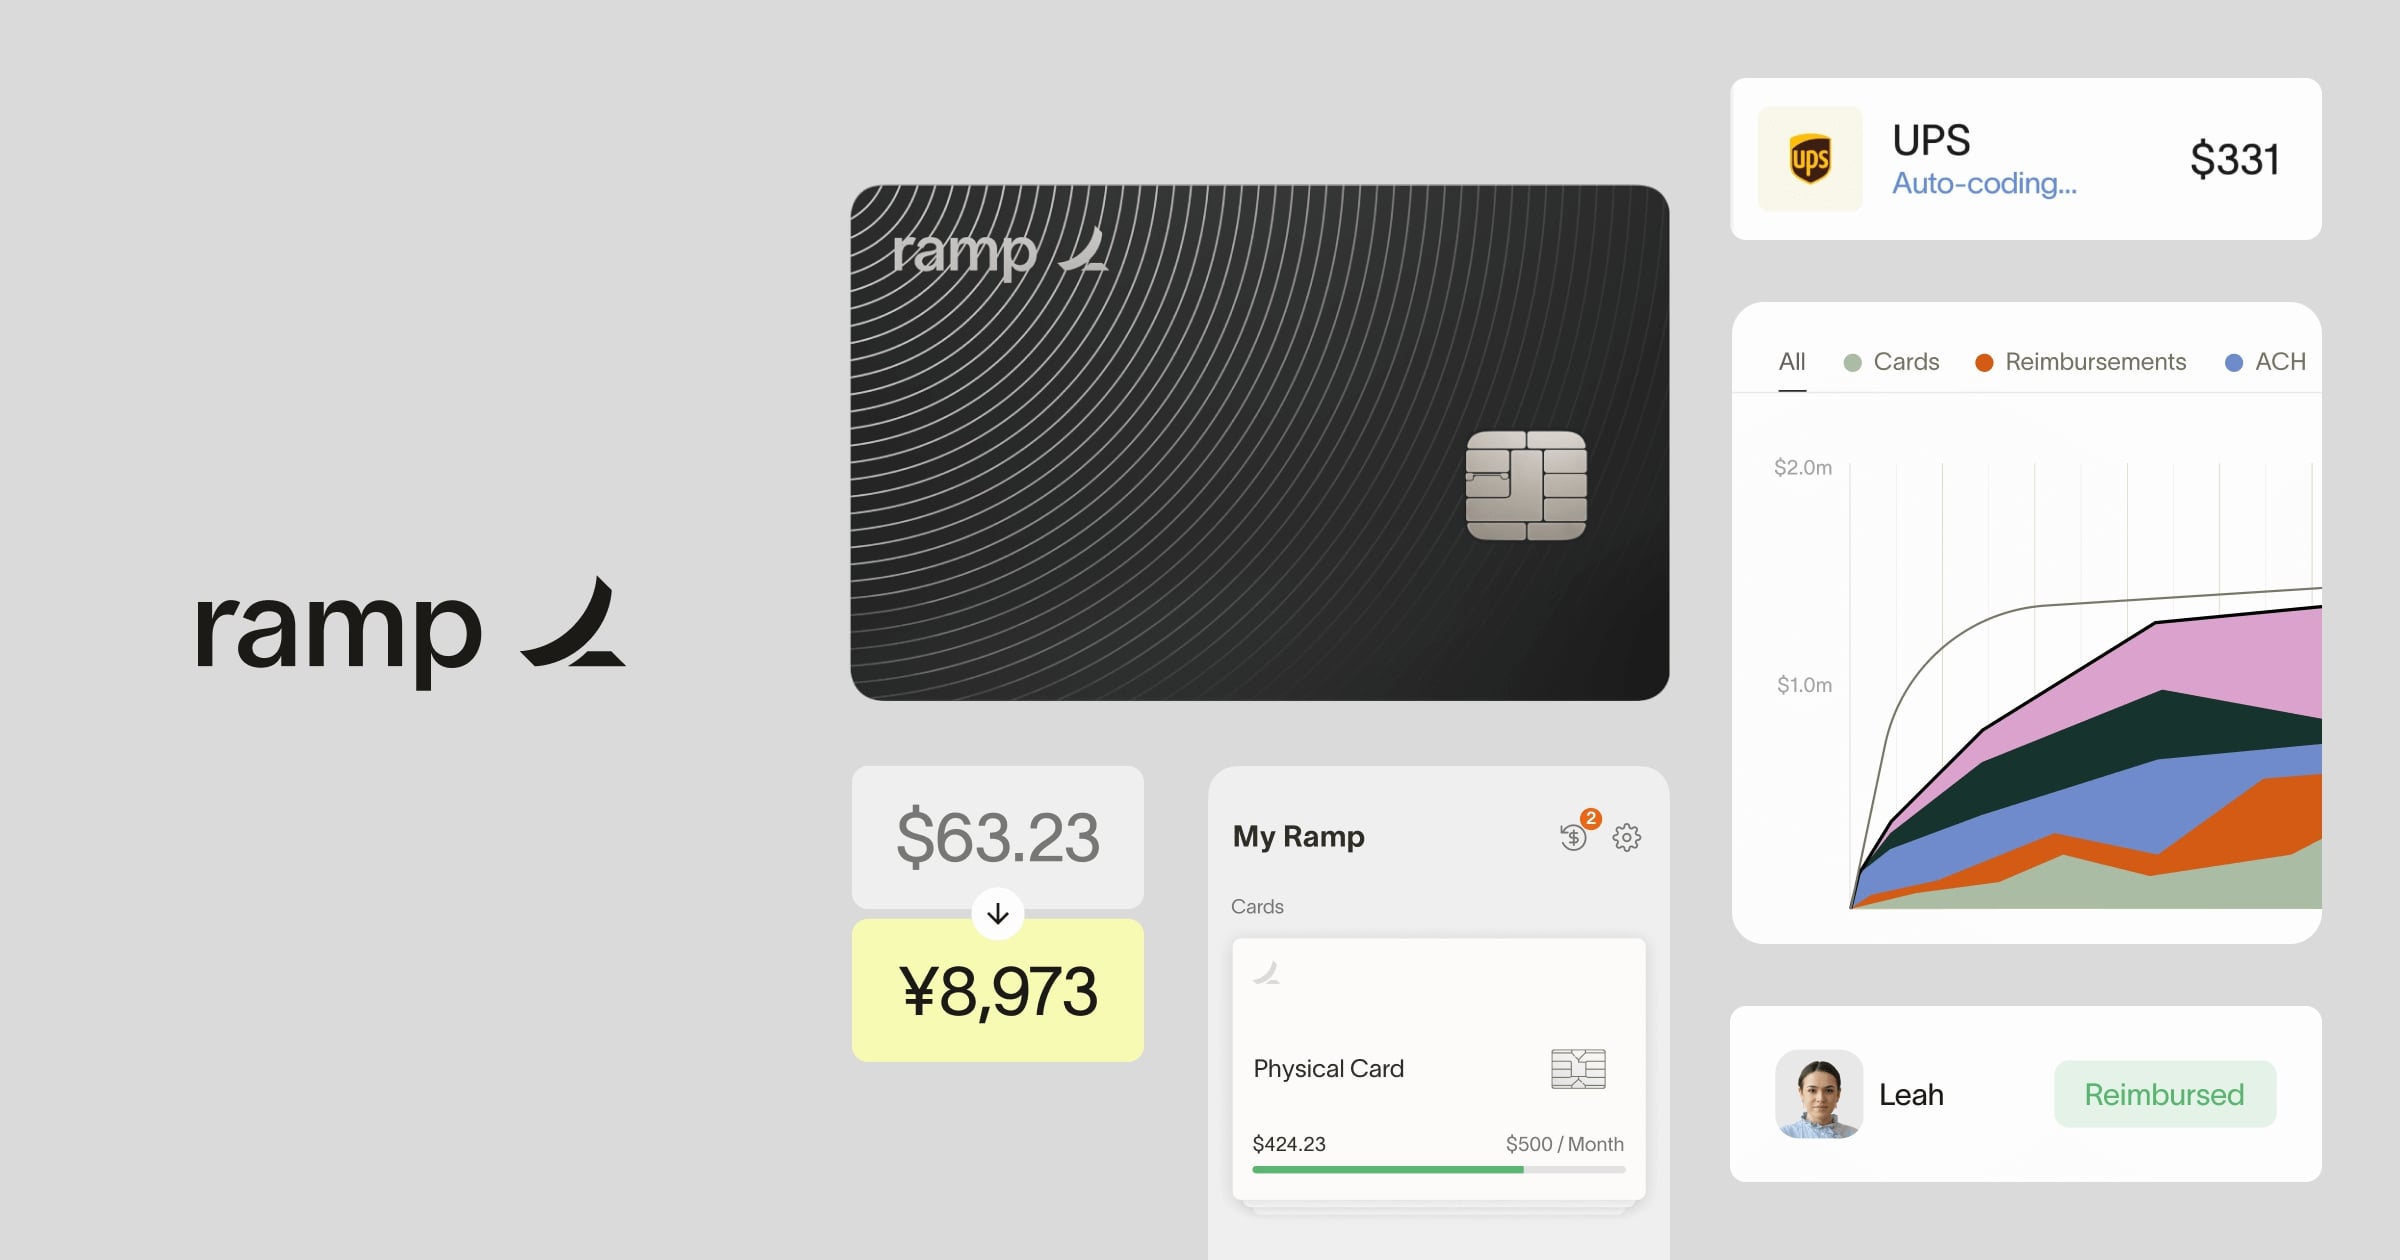 ramp
ramp
$63.23
¥8,973
My Ramp
2
Cards
Physical Card
$424.23
$500 / Month
UPS
ups
Auto-coding...
$331
All
Cards
Reimbursements
ACH
$2.0m
$1.0m
Leah
Reimbursed